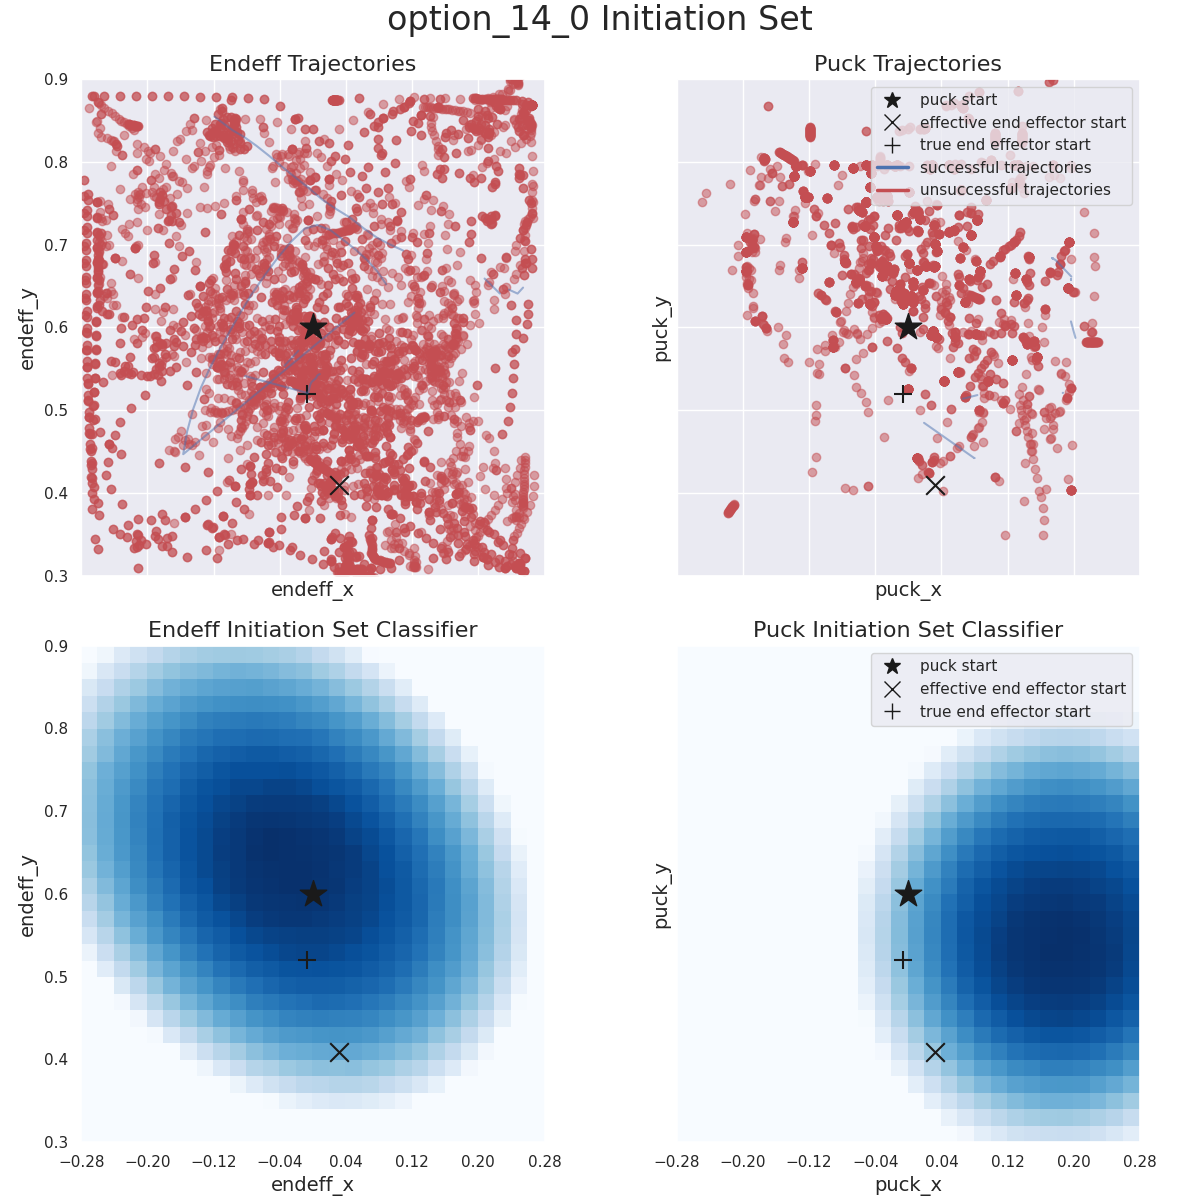 option_14_0 Initiation Set
Endeff Trajectories
Puck Trajectories
0.9
0.8
0.7
0.6
0.5
0.4
0.3
endeff_y
endeff_x
puck_y
puck_x
puck start
effective end effector start
true end effector start
successful trajectories
unsuccessful trajectories
Endeff Initiation Set Classifier
Puck Initiation Set Classifier
0.9
0.8
0.7
0.6
0.5
0.4
0.3
endeff_y
−0.28 −0.20 −0.12 −0.04 0.04 0.12 0.20 0.28
endeff_x
puck_y
puck start
effective end effector start
true end effector start
−0.28 −0.20 −0.12 −0.04 0.04 0.12 0.20 0.28
puck_x